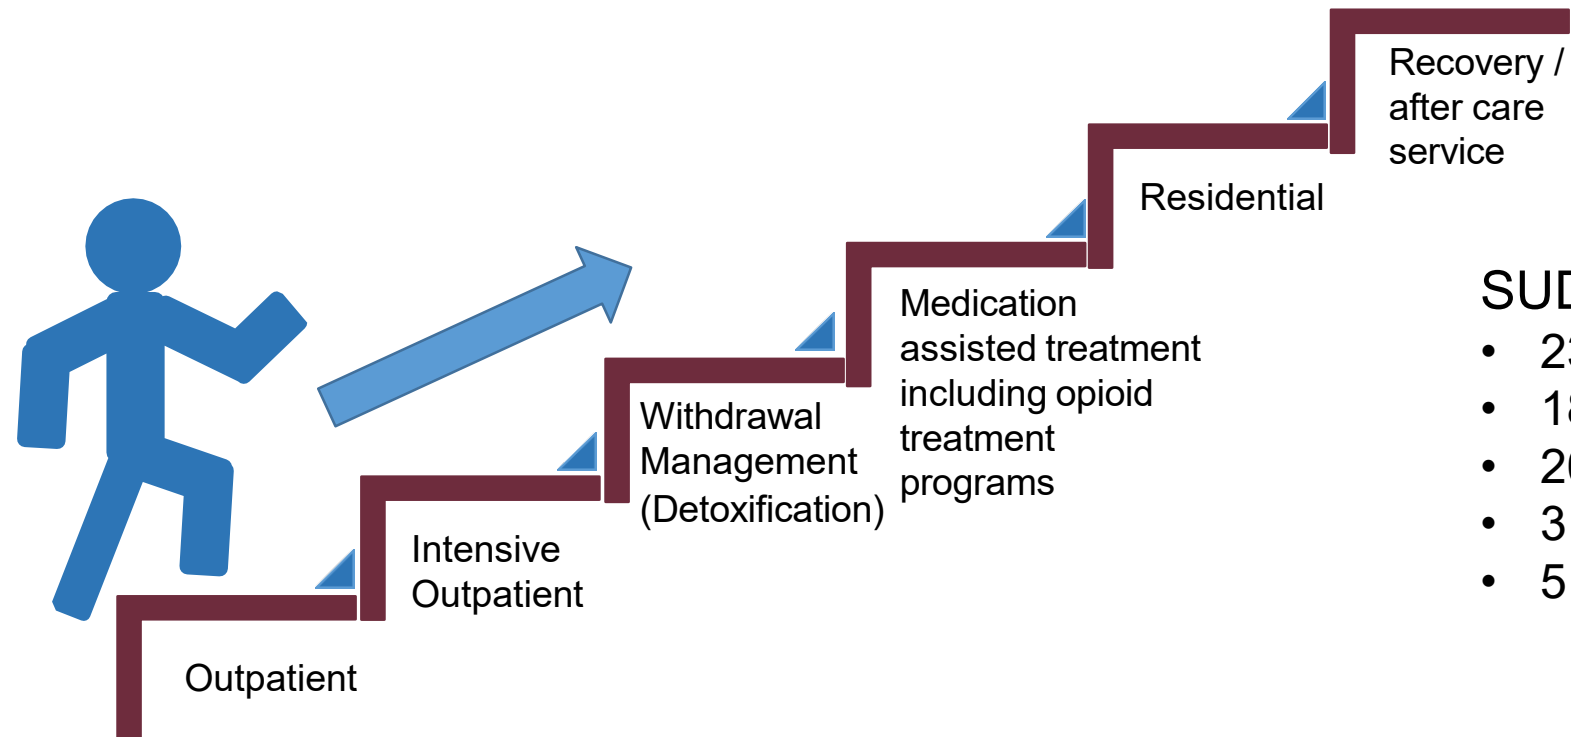 Recovery /
after care
service
Residential
Medication
assisted treatment
including opioid
treatment
programs
Withdrawal
Management
(Detoxification)
Intensive
Outpatient
Outpatient
SUD
• 
• 
• 
• 3
• 5